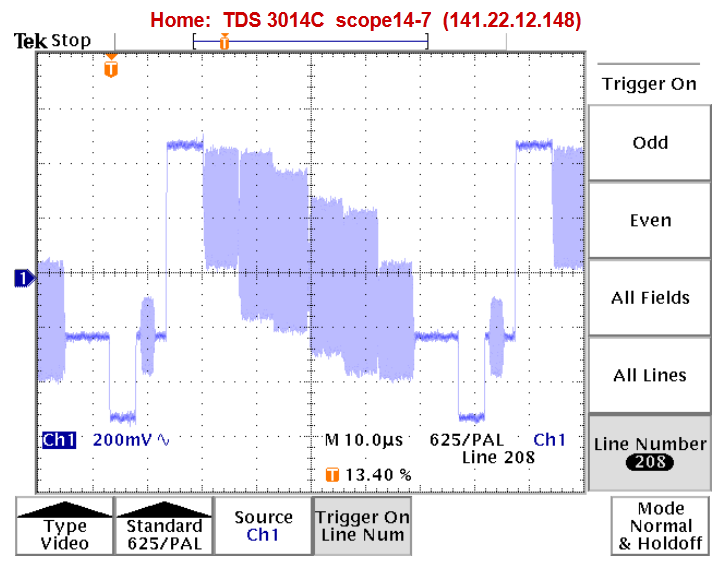 Home: TDS 3014C scope14-7 (141.22.12.148)
Tek Stop
T
T
Trigger On
Odd
Even
All Fields
All Lines
Line Number
208
1
Ch1 200mV∿ M 10.0µs 625/PAL Ch1
Line 208
T 13.40 %
Type
Video
Standard
625/PAL
Source
Ch1
Trigger On
Line Num
Mode
Normal
& Holdoff